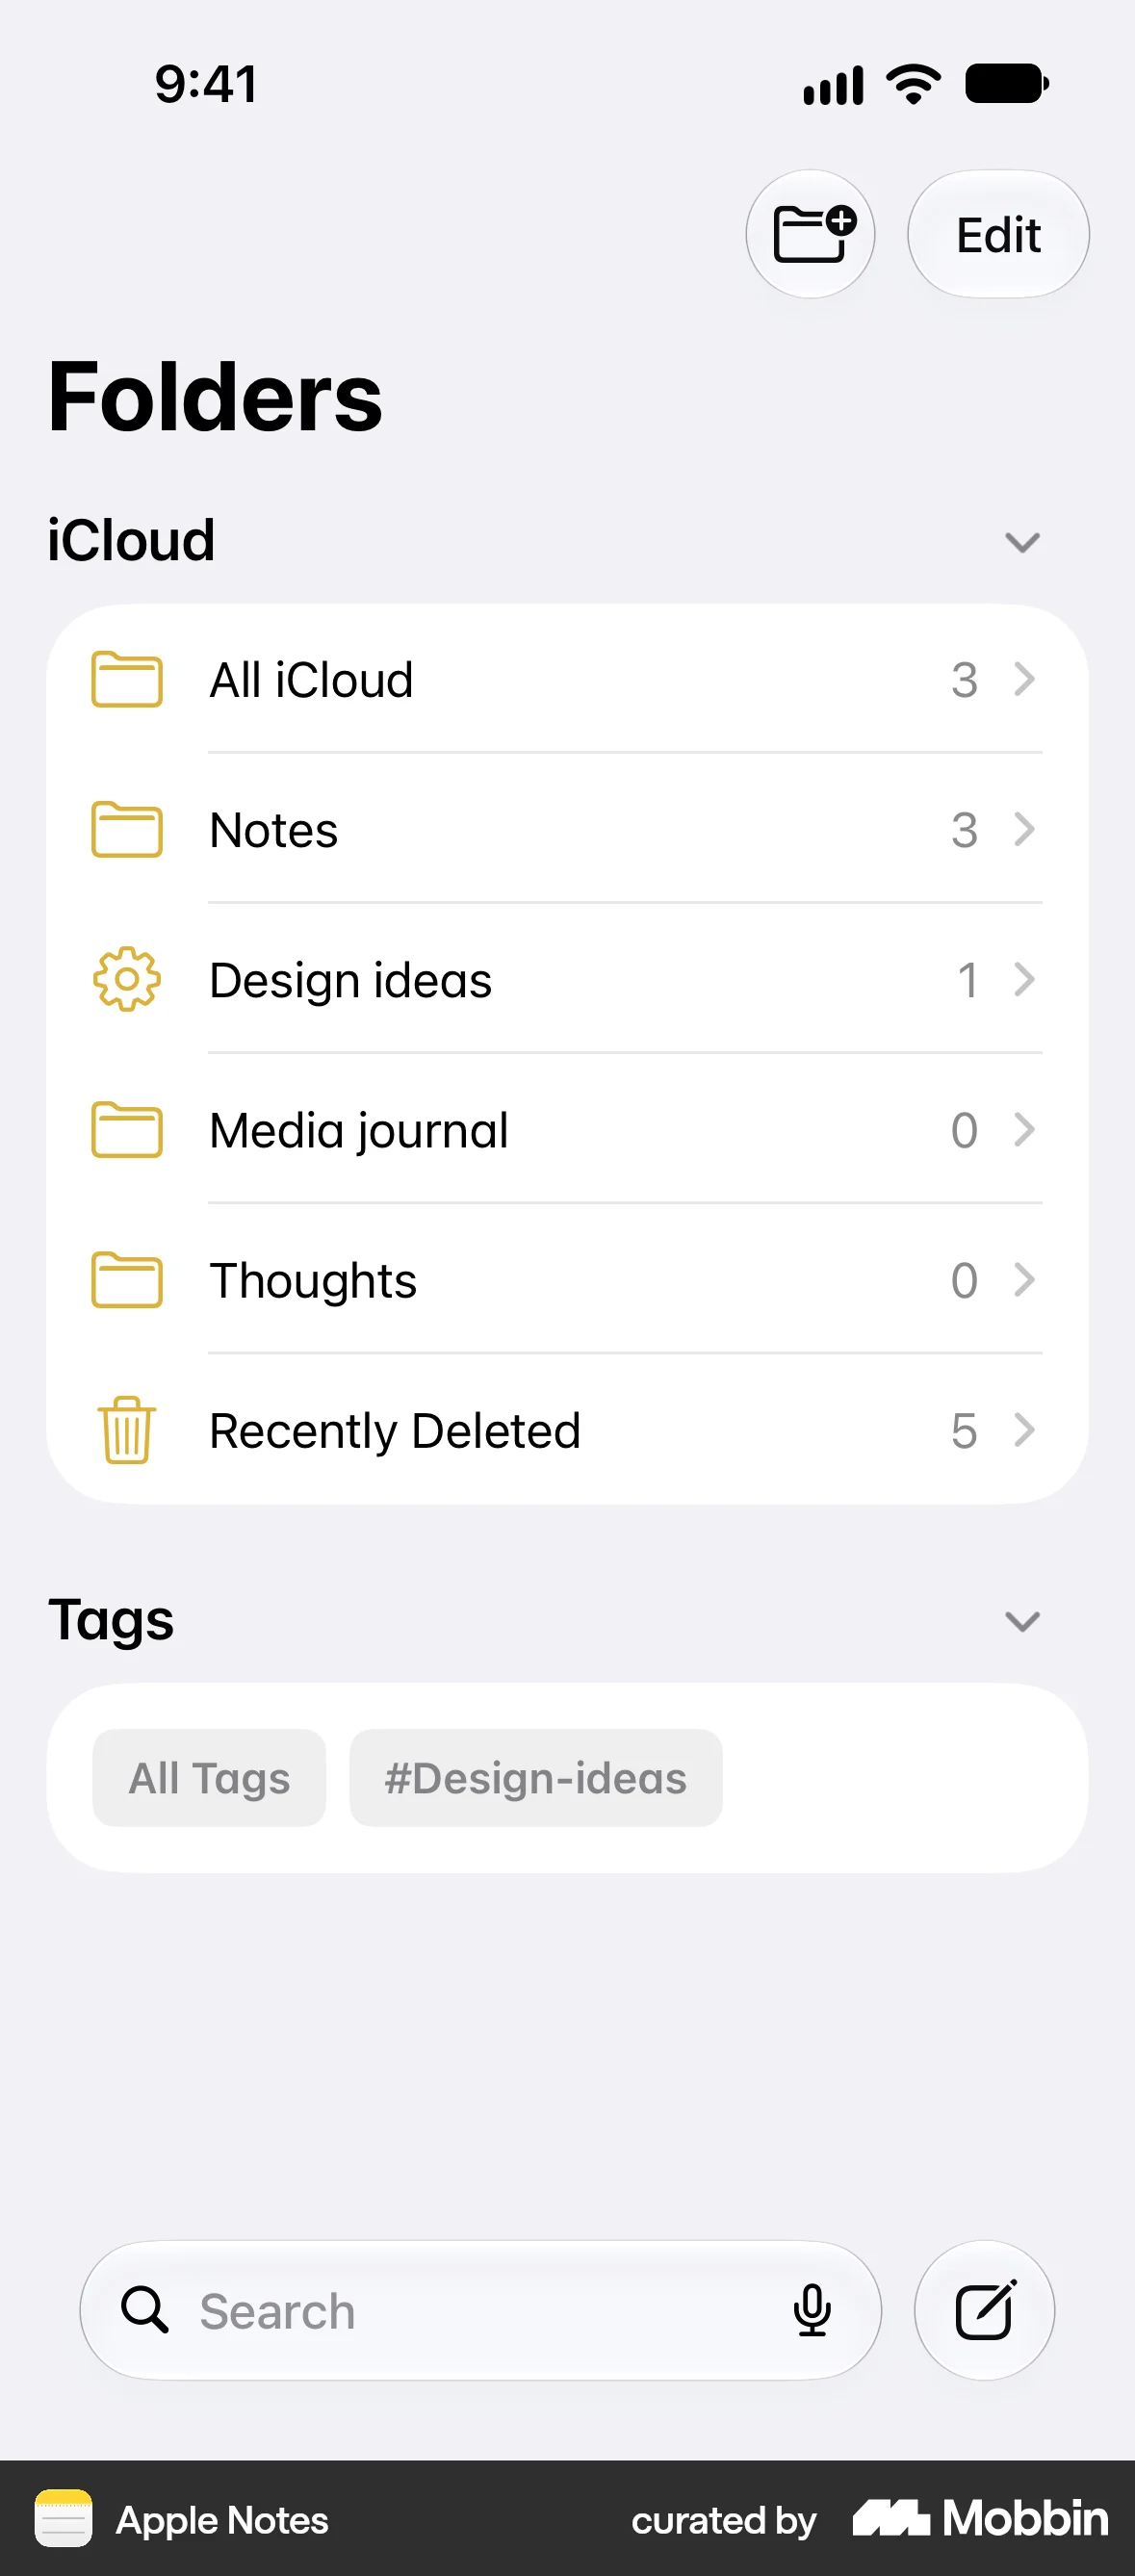 9:41
Edit
Folders
iCloud
All iCloud 3
Notes 3
Design ideas 1
Media journal 0
Thoughts 0
Recently Deleted 5
Tags
All Tags #Design-ideas
Search
Apple Notes curated by Mobbin